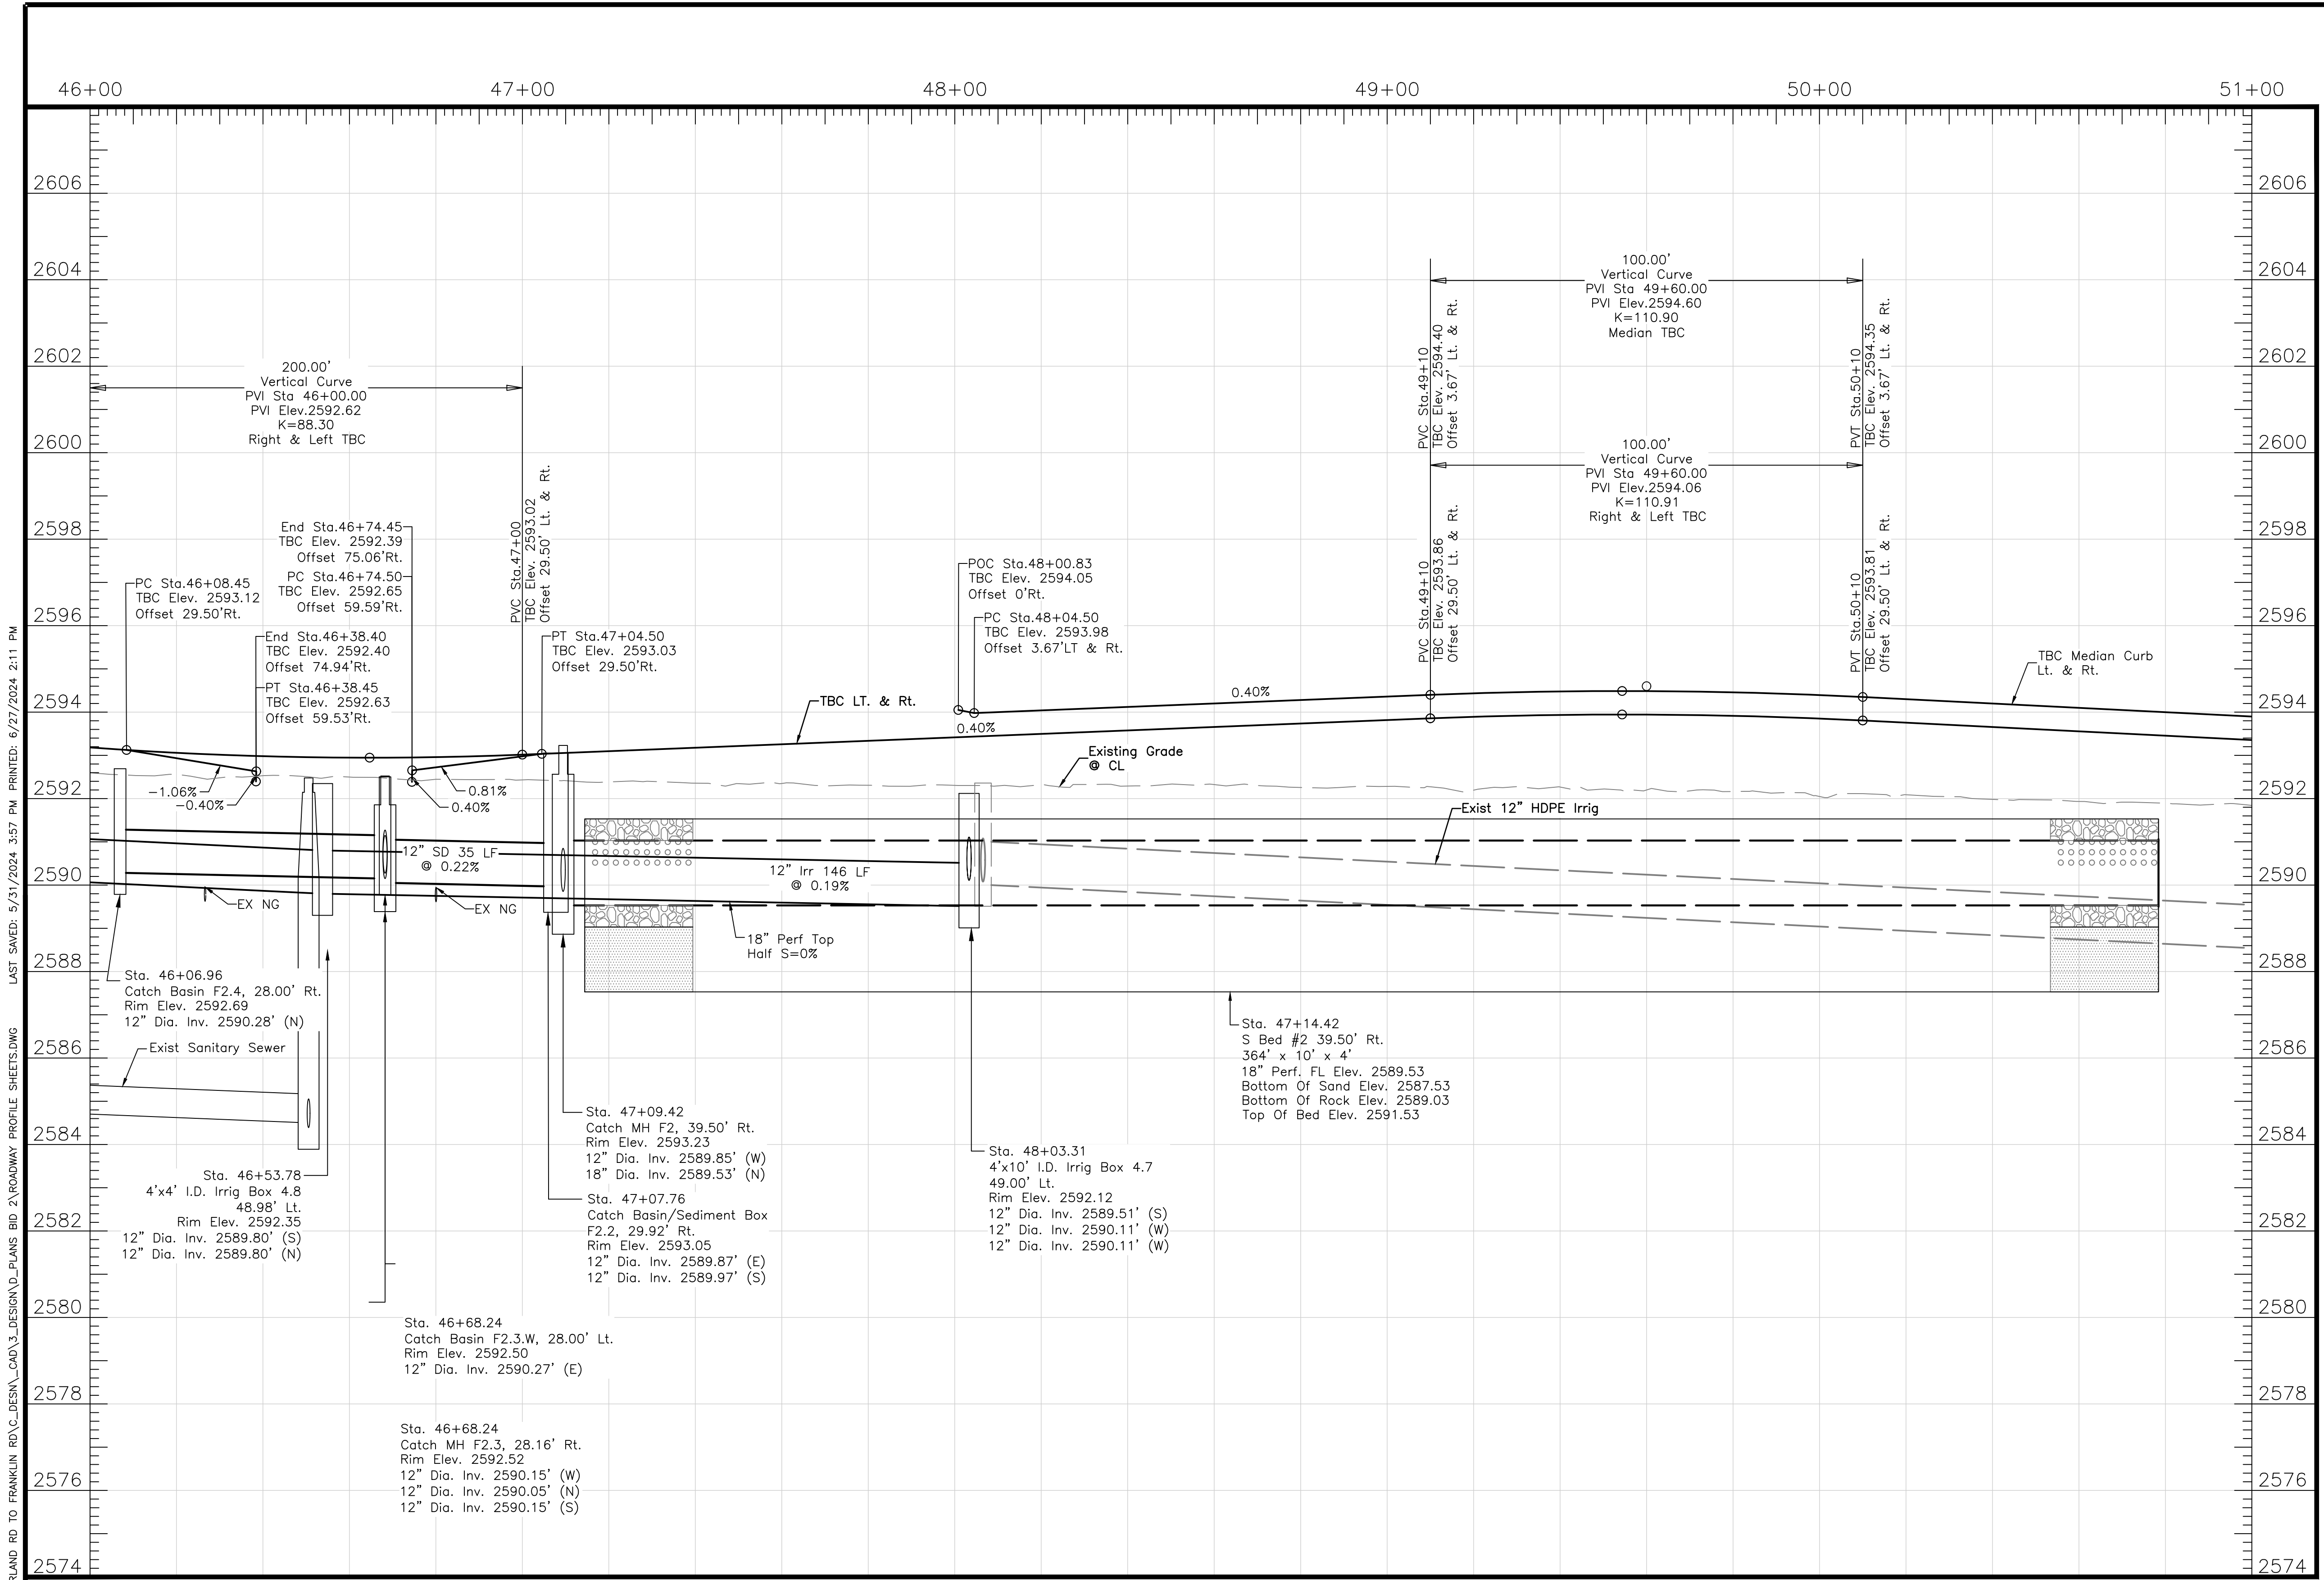 46+00 47+00 48+00 49+00 50+00 51+00
2606 2606
2604 2604
2602 2602
2600 2600
2598 2598
2596 2596
2594 2594
2592 2592
2590 2590
2588 2588
2586 2586
2584 2584
2582 2582
2580 2580
2578 2578
2576 2576
2574 2574
200.00'
Vertical Curve
PVI Sta 46+00.00
PVI Elev.2592.62
K=88.30
Right & Left TBC
100.00'
Vertical Curve
PVI Sta 49+60.00
PVI Elev.2594.60
K=110.90
Median TBC
PVC Sta.49+10
TBC Elev. 2594.40
Offset 3.67' Lt. & Rt.
PVT Sta.50+10
TBC Elev. 2594.35
Offset 3.67' Lt. & Rt.
100.00'
Vertical Curve
PVI Sta 49+60.00
PVI Elev.2594.06
K=110.91
Right & Left TBC
PVC Sta.49+10
TBC Elev. 2593.86
Offset 29.50' Lt. & Rt.
PVT Sta.50+10
TBC Elev. 2593.81
Offset 29.50' Lt. & Rt.
PVC Sta.47+00
TBC Elev. 2593.02
Offset 29.50' Lt. & Rt.
End Sta.46+74.45
TBC Elev. 2592.39
Offset 75.06'Rt.
PC Sta.46+74.50
TBC Elev. 2592.65
Offset 59.59'Rt.
PC Sta.46+08.45
TBC Elev. 2593.12
Offset 29.50'Rt.
End Sta.46+38.40
TBC Elev. 2592.40
Offset 74.94'Rt.
PT Sta.46+38.45
TBC Elev. 2592.63
Offset 59.53'Rt.
PT Sta.47+04.50
TBC Elev. 2593.03
Offset 29.50'Rt.
POC Sta.48+00.83
TBC Elev. 2594.05
Offset 0'Rt.
PC Sta.48+04.50
TBC Elev. 2593.98
Offset 3.67'LT & Rt.
TBC Median Curb
Lt. & Rt.
TBC LT. & Rt.
0.40%
0.40%
Existing Grade
@ CL
-1.06%
-0.40%
0.81%
0.40%
Exist 12" HDPE Irrig
12" SD 35 LF
@ 0.22%
12" Irr 146 LF
@ 0.19%
EX NG
EX NG
18" Perf Top
Half S=0%
Sta. 46+06.96
Catch Basin F2.4, 28.00' Rt.
Rim Elev. 2592.69
12" Dia. Inv. 2590.28' (N)
Exist Sanitary Sewer
Sta. 47+14.42
S Bed #2 39.50' Rt.
364' x 10' x 4'
18" Perf. FL Elev. 2589.53
Bottom Of Sand Elev. 2587.53
Bottom Of Rock Elev. 2589.03
Top Of Bed Elev. 2591.53
Sta. 47+09.42
Catch MH F2, 39.50' Rt.
Rim Elev. 2593.23
12" Dia. Inv. 2589.85' (W)
18" Dia. Inv. 2589.53' (N)
Sta. 47+07.76
Catch Basin/Sediment Box
F2.2, 29.92' Rt.
Rim Elev. 2593.05
12" Dia. Inv. 2589.87' (E)
12" Dia. Inv. 2589.97' (S)
Sta. 48+03.31
4'x10' I.D. Irrig Box 4.7
49.00' Lt.
Rim Elev. 2592.12
12" Dia. Inv. 2589.51' (S)
12" Dia. Inv. 2590.11' (W)
12" Dia. Inv. 2590.11' (W)
Sta. 46+53.78
4'x4' I.D. Irrig Box 4.8
48.98' Lt.
Rim Elev. 2592.35
12" Dia. Inv. 2589.80' (S)
12" Dia. Inv. 2589.80' (N)
Sta. 46+68.24
Catch Basin F2.3.W, 28.00' Lt.
Rim Elev. 2592.50
12" Dia. Inv. 2590.27' (E)
Sta. 46+68.24
Catch MH F2.3, 28.16' Rt.
Rim Elev. 2592.52
12" Dia. Inv. 2590.15' (W)
12" Dia. Inv. 2590.05' (N)
12" Dia. Inv. 2590.15' (S)
RLAND RD TO FRANKLIN RD\C_DESN\_CAD\3_DESIGN\D_PLANS BID 2\ROADWAY PROFILE SHEETS.DWG LAST SAVED: 5/31/2024 3:57 PM PRINTED: 6/27/2024 2:11 PM